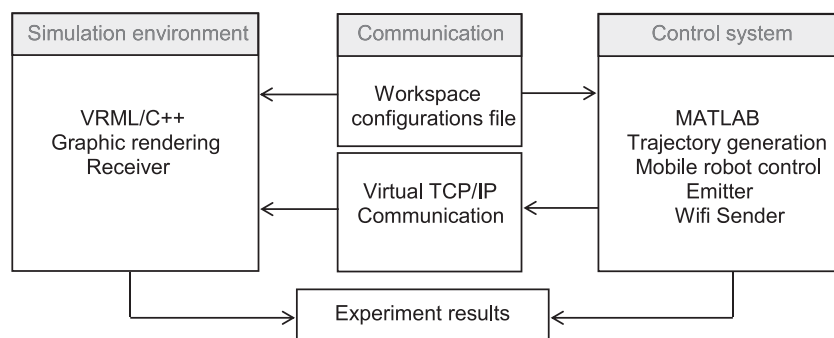 Simulation environment
VRML/C++
Graphic rendering
Receiver
Communication
Workspace
configurations file
Virtual TCP/IP
Communication
Control system
MATLAB
Trajectory generation
Mobile robot control
Emitter
Wifi Sender
Experiment results